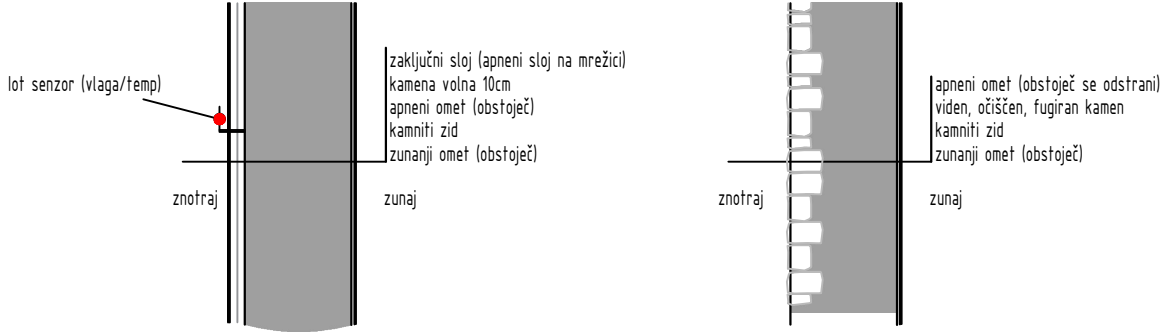 Iot senzor (vlaga/temp)
zaključni sloj (apneni sloj na mrežici)
kamena volna 10cm
apneni omet (obstoječ)
kamniti zid
zunanji omet (obstoječ)
znotraj
zunaj
apneni omet (obstoječ se odstrani)
viden, očiščen, fugiran kamen
kamniti zid
zunanji omet (obstoječ)
znotraj
zunaj